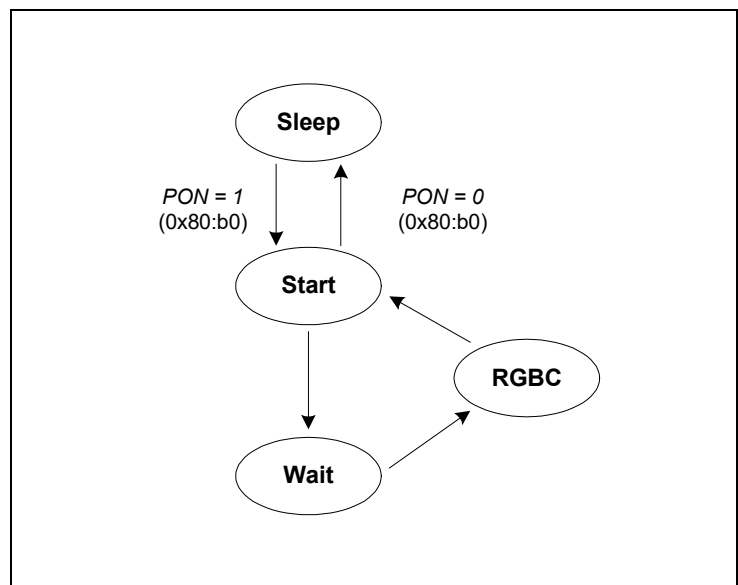 Sleep
PON = 1
(0x80:b0)
PON = 0
(0x80:b0)
Start
RGBC
Wait